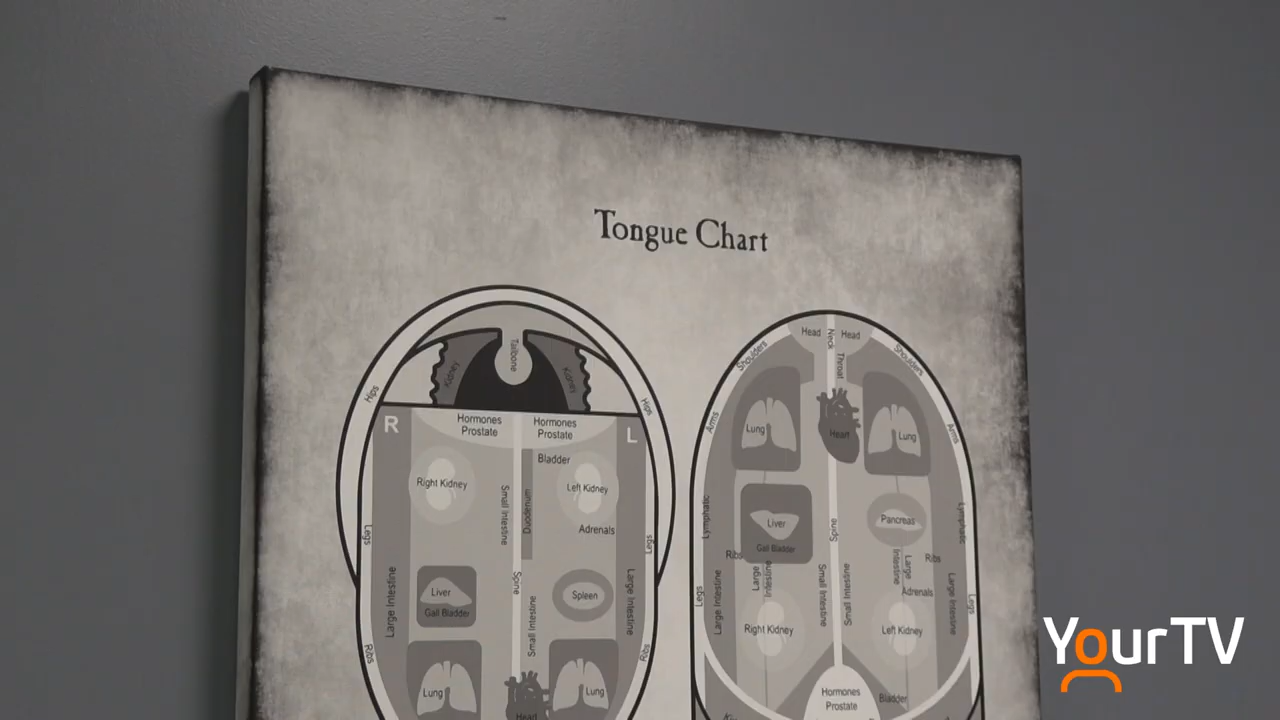 Tongue Chart
Tailbone
Kidney
Kidney
Hips
Hips
R
L
Hormones
Prostate
Hormones
Prostate
Bladder
Right Kidney
Left Kidney
Small Intestine
Duodenum
Adrenals
Legs
Legs
Large Intestine
Large Intestine
Liver
Gall Bladder
Spine
Spleen
Small Intestine
Ribs
Ribs
Lung
Lung
Head
Head
Neck
Head
Throat
Shoulders
Shoulders
Arms
Arms
Lung
Heart
Lung
Lymphatic
Lymphatic
Liver
Gall Bladder
Spine
Pancreas
Ribs
Ribs
Large
Intestine
Large
Intestine
Adrenals
Legs
Legs
Large Intestine
Large Intestine
Small Intestine
Small Intestine
Right Kidney
Left Kidney
Hormones
Prostate
Bladder
YourTV